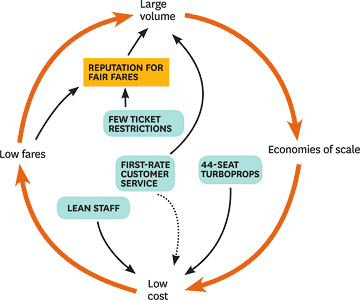 Large
volume
REPUTATION FOR
FAIR FARES
FEW TICKET
RESTRICTIONS
Low fares
Economies of scale
FIRST-RATE
CUSTOMER
SERVICE
44-SEAT
TURBOPROPS
LEAN STAFF
Low
cost